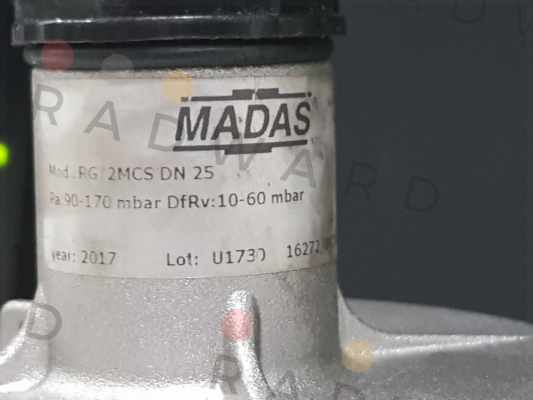 MADAS
Mod.: RG/2MCS DN 25
Pa:90-170 mbar DfRv:10-60 mbar
year: 2017 Lot: U1730 16272
RADWARD